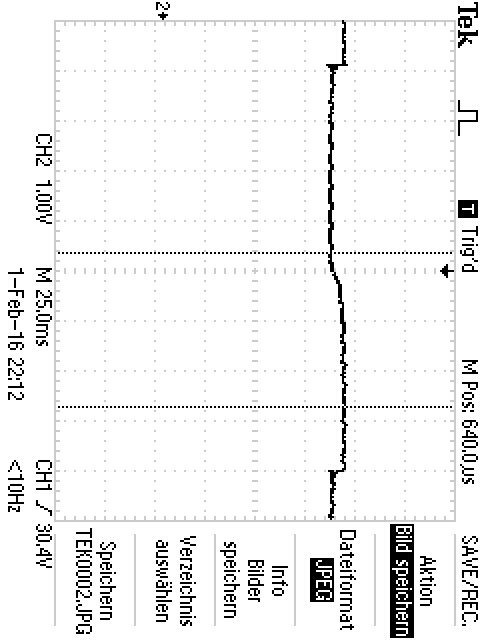 Tek
T Trig'd
M Pos: 640.0µs
SAVE/REC.
Aktion
Bild speichern
Dateiformat
JPEG
Info
Bilder
speichern
Verzeichnis
auswählen
Speichern
TEK0002.JPG
2
CH2 1.00V
M 25.0ms
CH1 / 30.4V
1-Feb-16 22:12
<10Hz